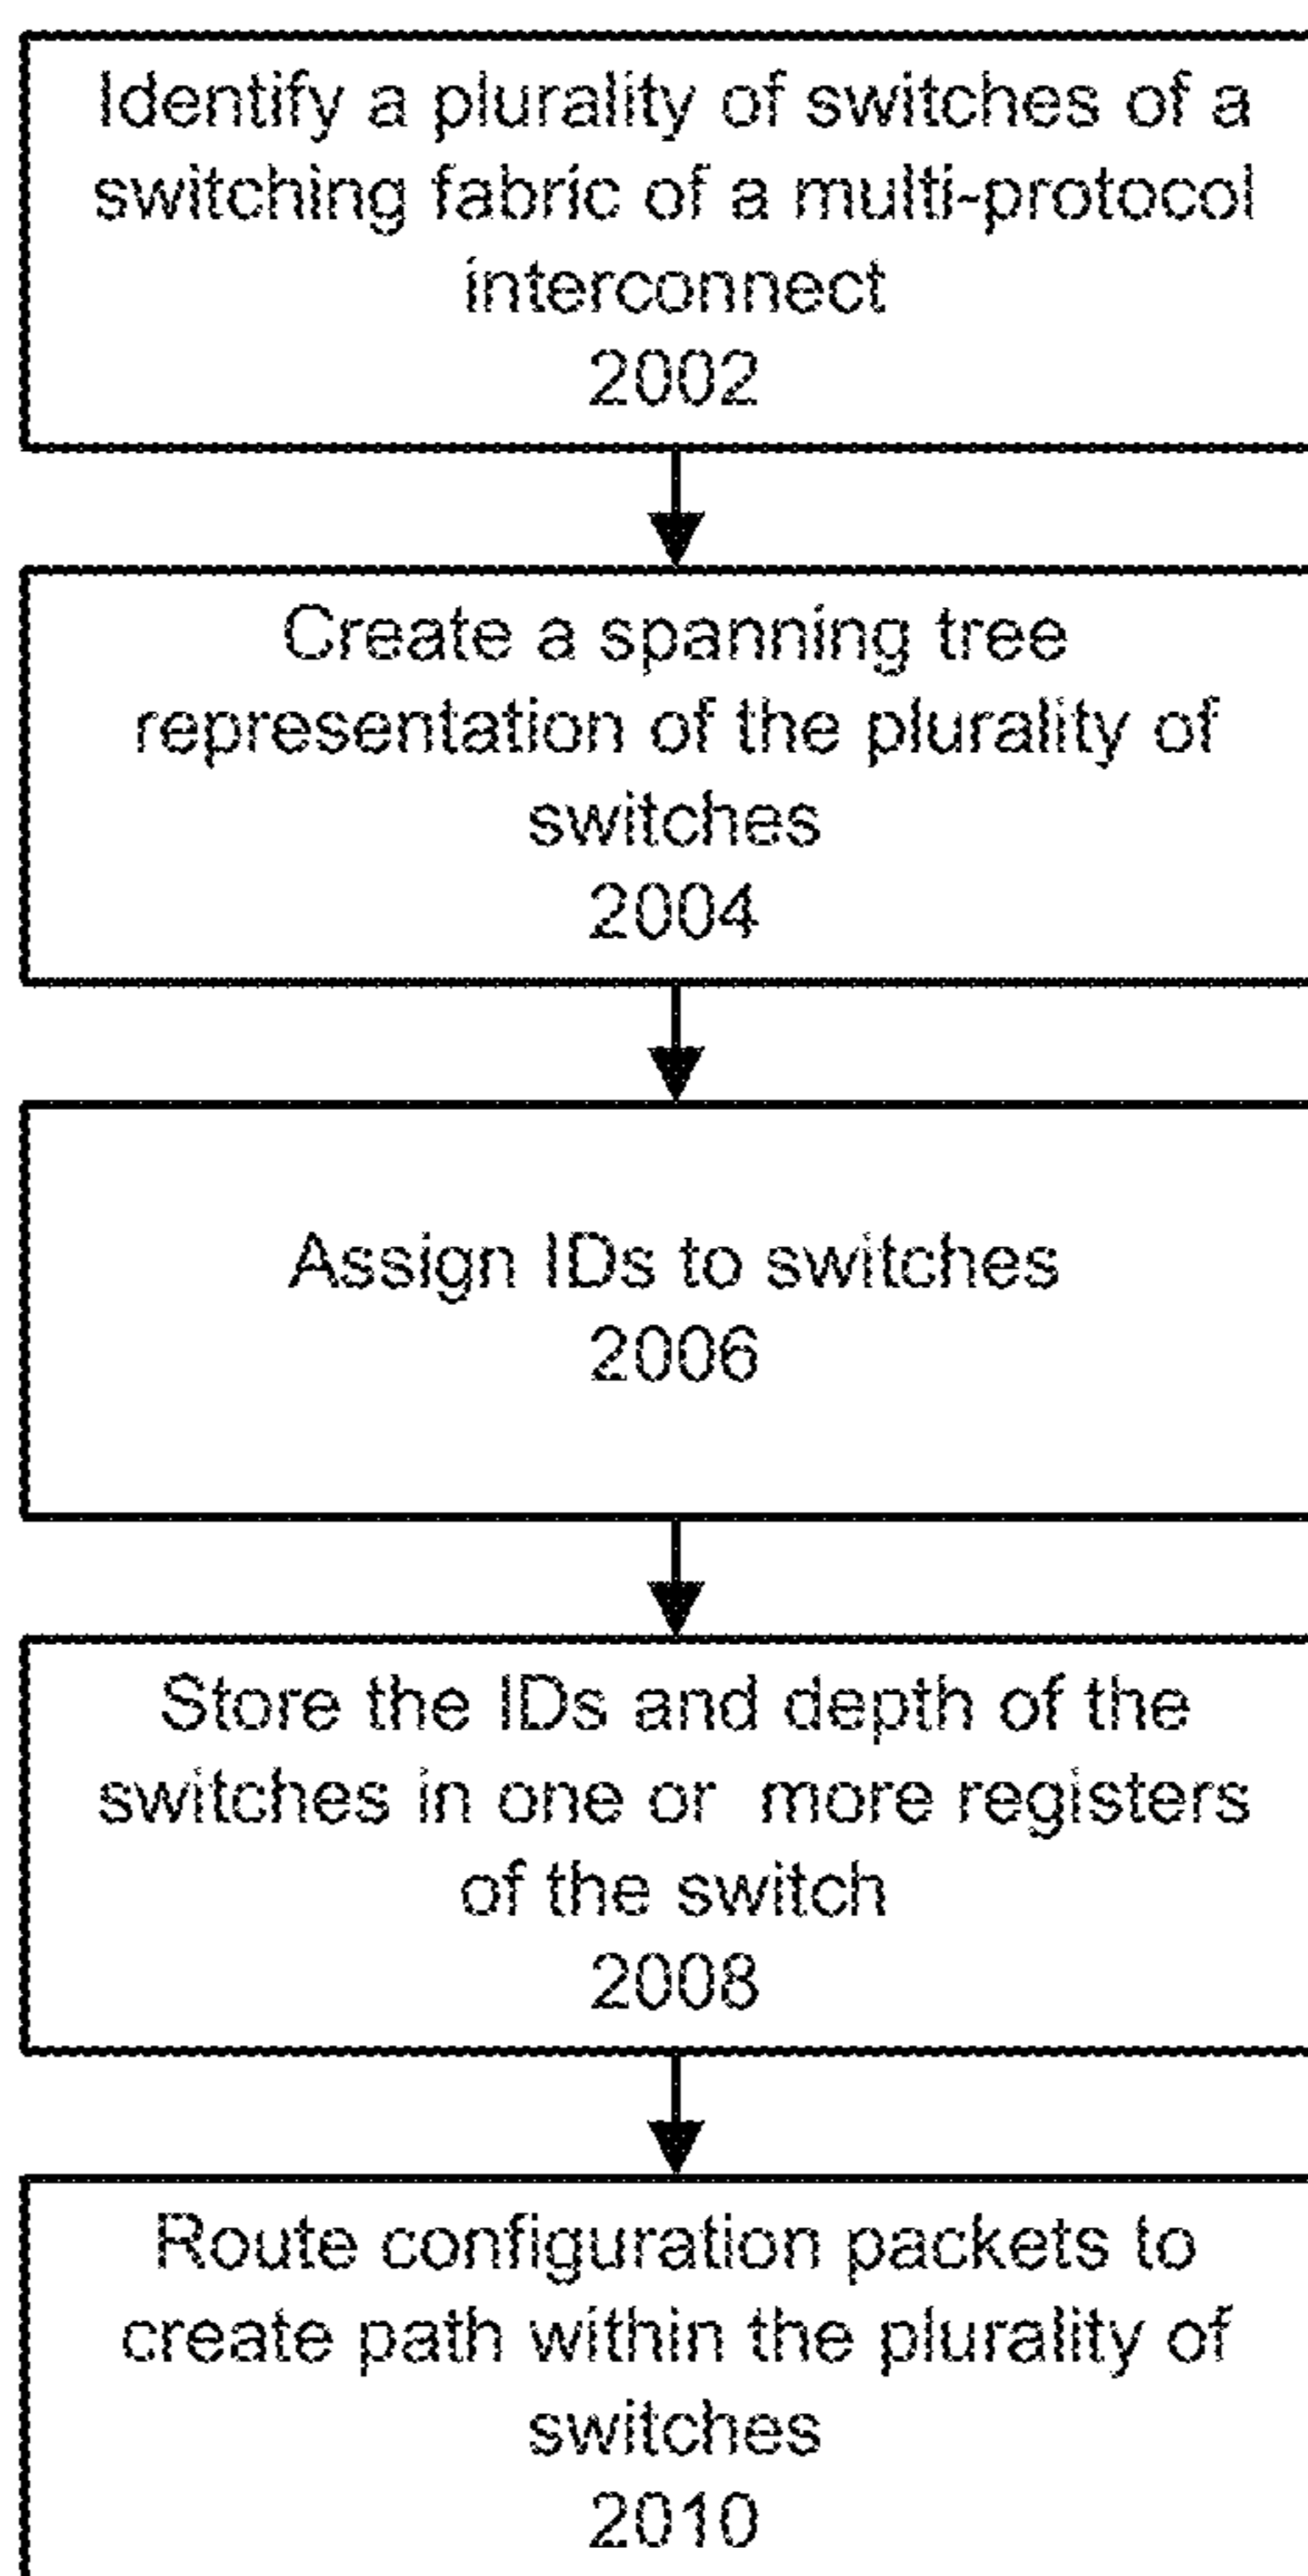 Identify a plurality of switches of a
switching fabric of a multi-protocol
interconnect
2002
Create a spanning tree
representation of the plurality of
switches
2004
Assign IDs to switches
2006
Store the IDs and depth of the
switches in one or more registers
of the switch
2008
Route configuration packets to
create path within the plurality of
switches
2010